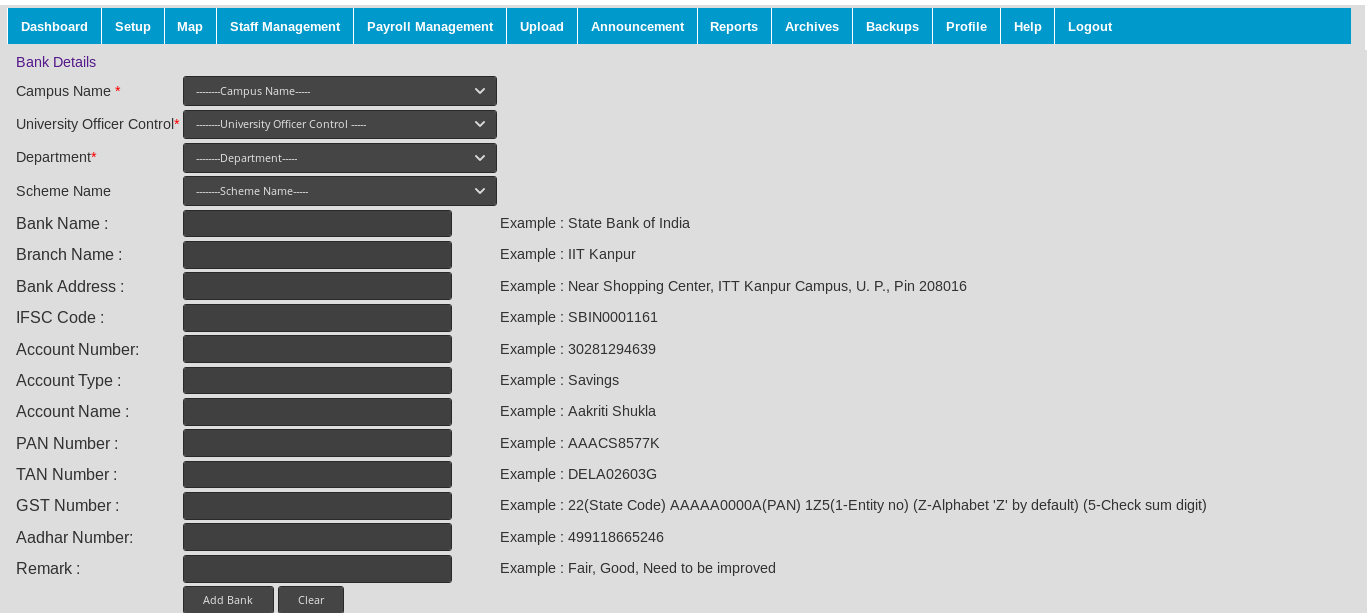 Dashboard Setup Map Staff Management Payroll Management Upload Announcement Reports Archives Backups Profile Help Logout
Bank Details
Campus Name * --------Campus Name-----
University Officer Control* --------University Officer Control -----
Department* --------Department-----
Scheme Name --------Scheme Name-----
Bank Name : Example : State Bank of India
Branch Name : Example : IIT Kanpur
Bank Address : Example : Near Shopping Center, ITT Kanpur Campus, U. P., Pin 208016
IFSC Code : Example : SBIN0001161
Account Number: Example : 30281294639
Account Type : Example : Savings
Account Name : Example : Aakriti Shukla
PAN Number : Example : AAACS8577K
TAN Number : Example : DELA02603G
GST Number : Example : 22(State Code) AAAAA0000A(PAN) 1Z5(1-Entity no) (Z-Alphabet 'Z' by default) (5-Check sum digit)
Aadhar Number: Example : 499118665246
Remark : Example : Fair, Good, Need to be improved
Add Bank Clear